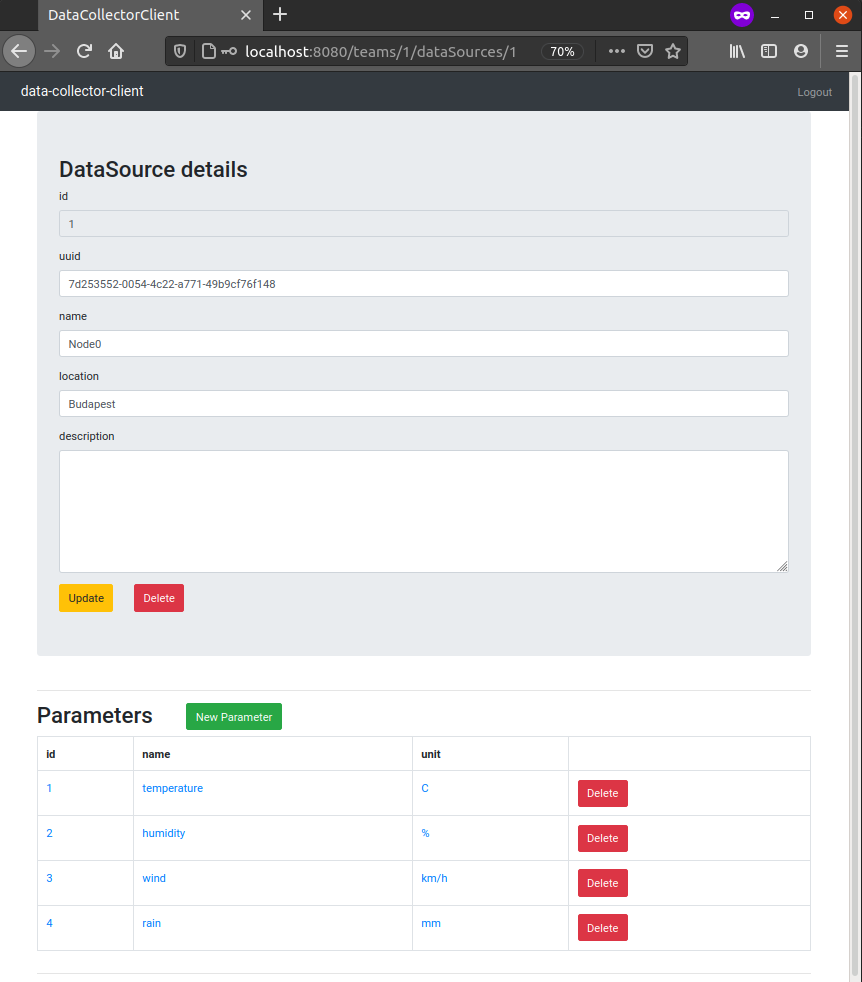 DataCollectorClient
localhost:8080/teams/1/dataSources/1 70%
data-collector-client Logout
DataSource details
id
1
uuid
7d253552-0054-4c22-a771-49b9cf76f148
name
Node0
location
Budapest
description
Update Delete
Parameters New Parameter
id name unit
1 temperature C Delete
2 humidity % Delete
3 wind km/h Delete
4 rain mm Delete